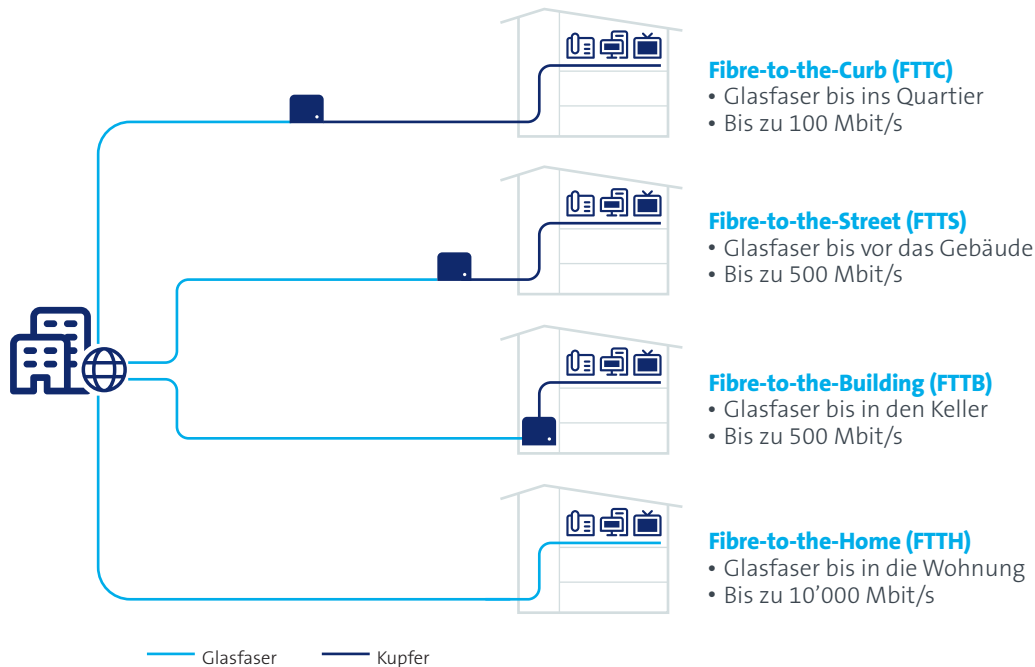 Fibre-to-the-Curb (FTTC)
• Glasfaser bis ins Quartier
• Bis zu 100 Mbit/s
Fibre-to-the-Street (FTTS)
• Glasfaser bis vor das Gebäude
• Bis zu 500 Mbit/s
Fibre-to-the-Building (FTTB)
• Glasfaser bis in den Keller
• Bis zu 500 Mbit/s
Fibre-to-the-Home (FTTH)
• Glasfaser bis in die Wohnung
• Bis zu 10’000 Mbit/s
Glasfaser
Kupfer